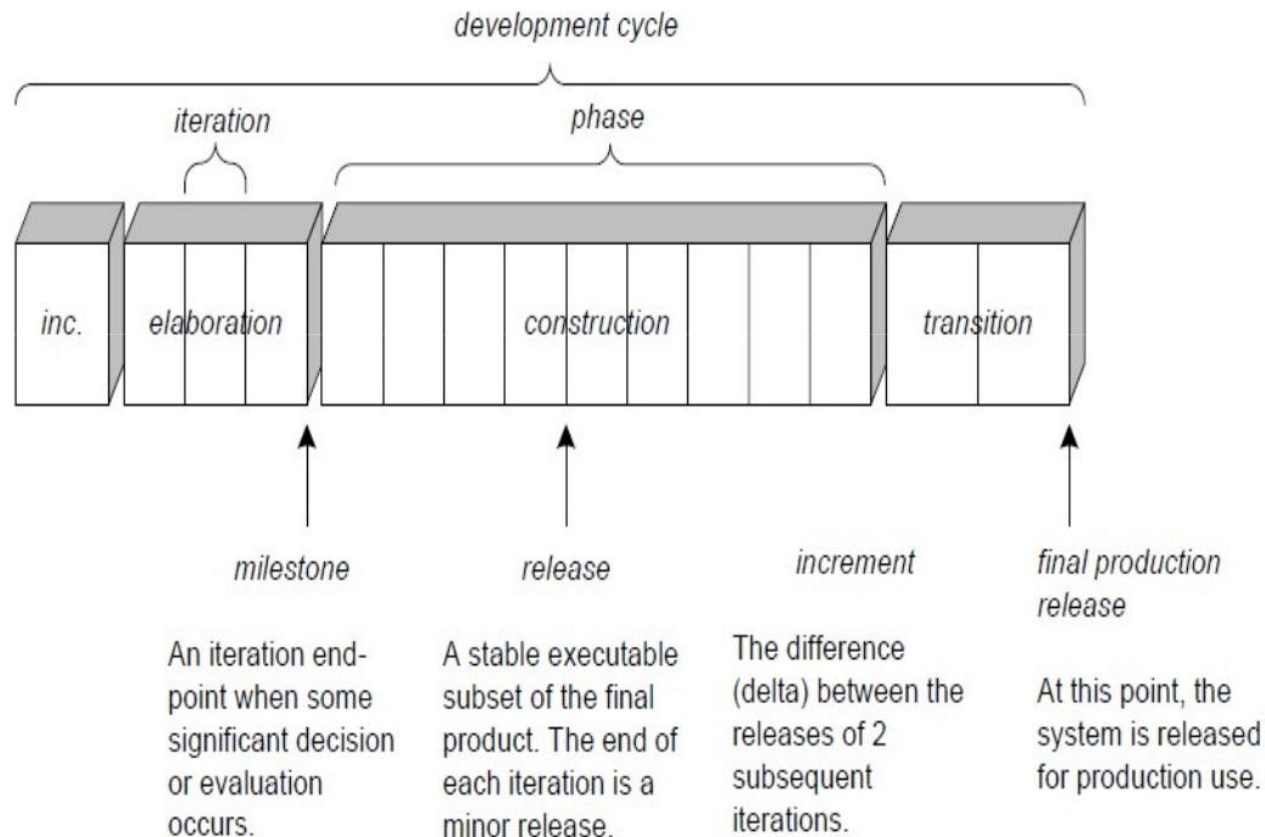 development cycle
iteration
phase
inc.
elaboration
construction
transition
milestone
An iteration end-
point when some
significant decision
or evaluation
occurs.
release
A stable executable
subset of the final
product. The end of
each iteration is a
minor release.
increment
The difference
(delta) between the
releases of 2
subsequent
iterations.
final production
release
At this point, the
system is released
for production use.